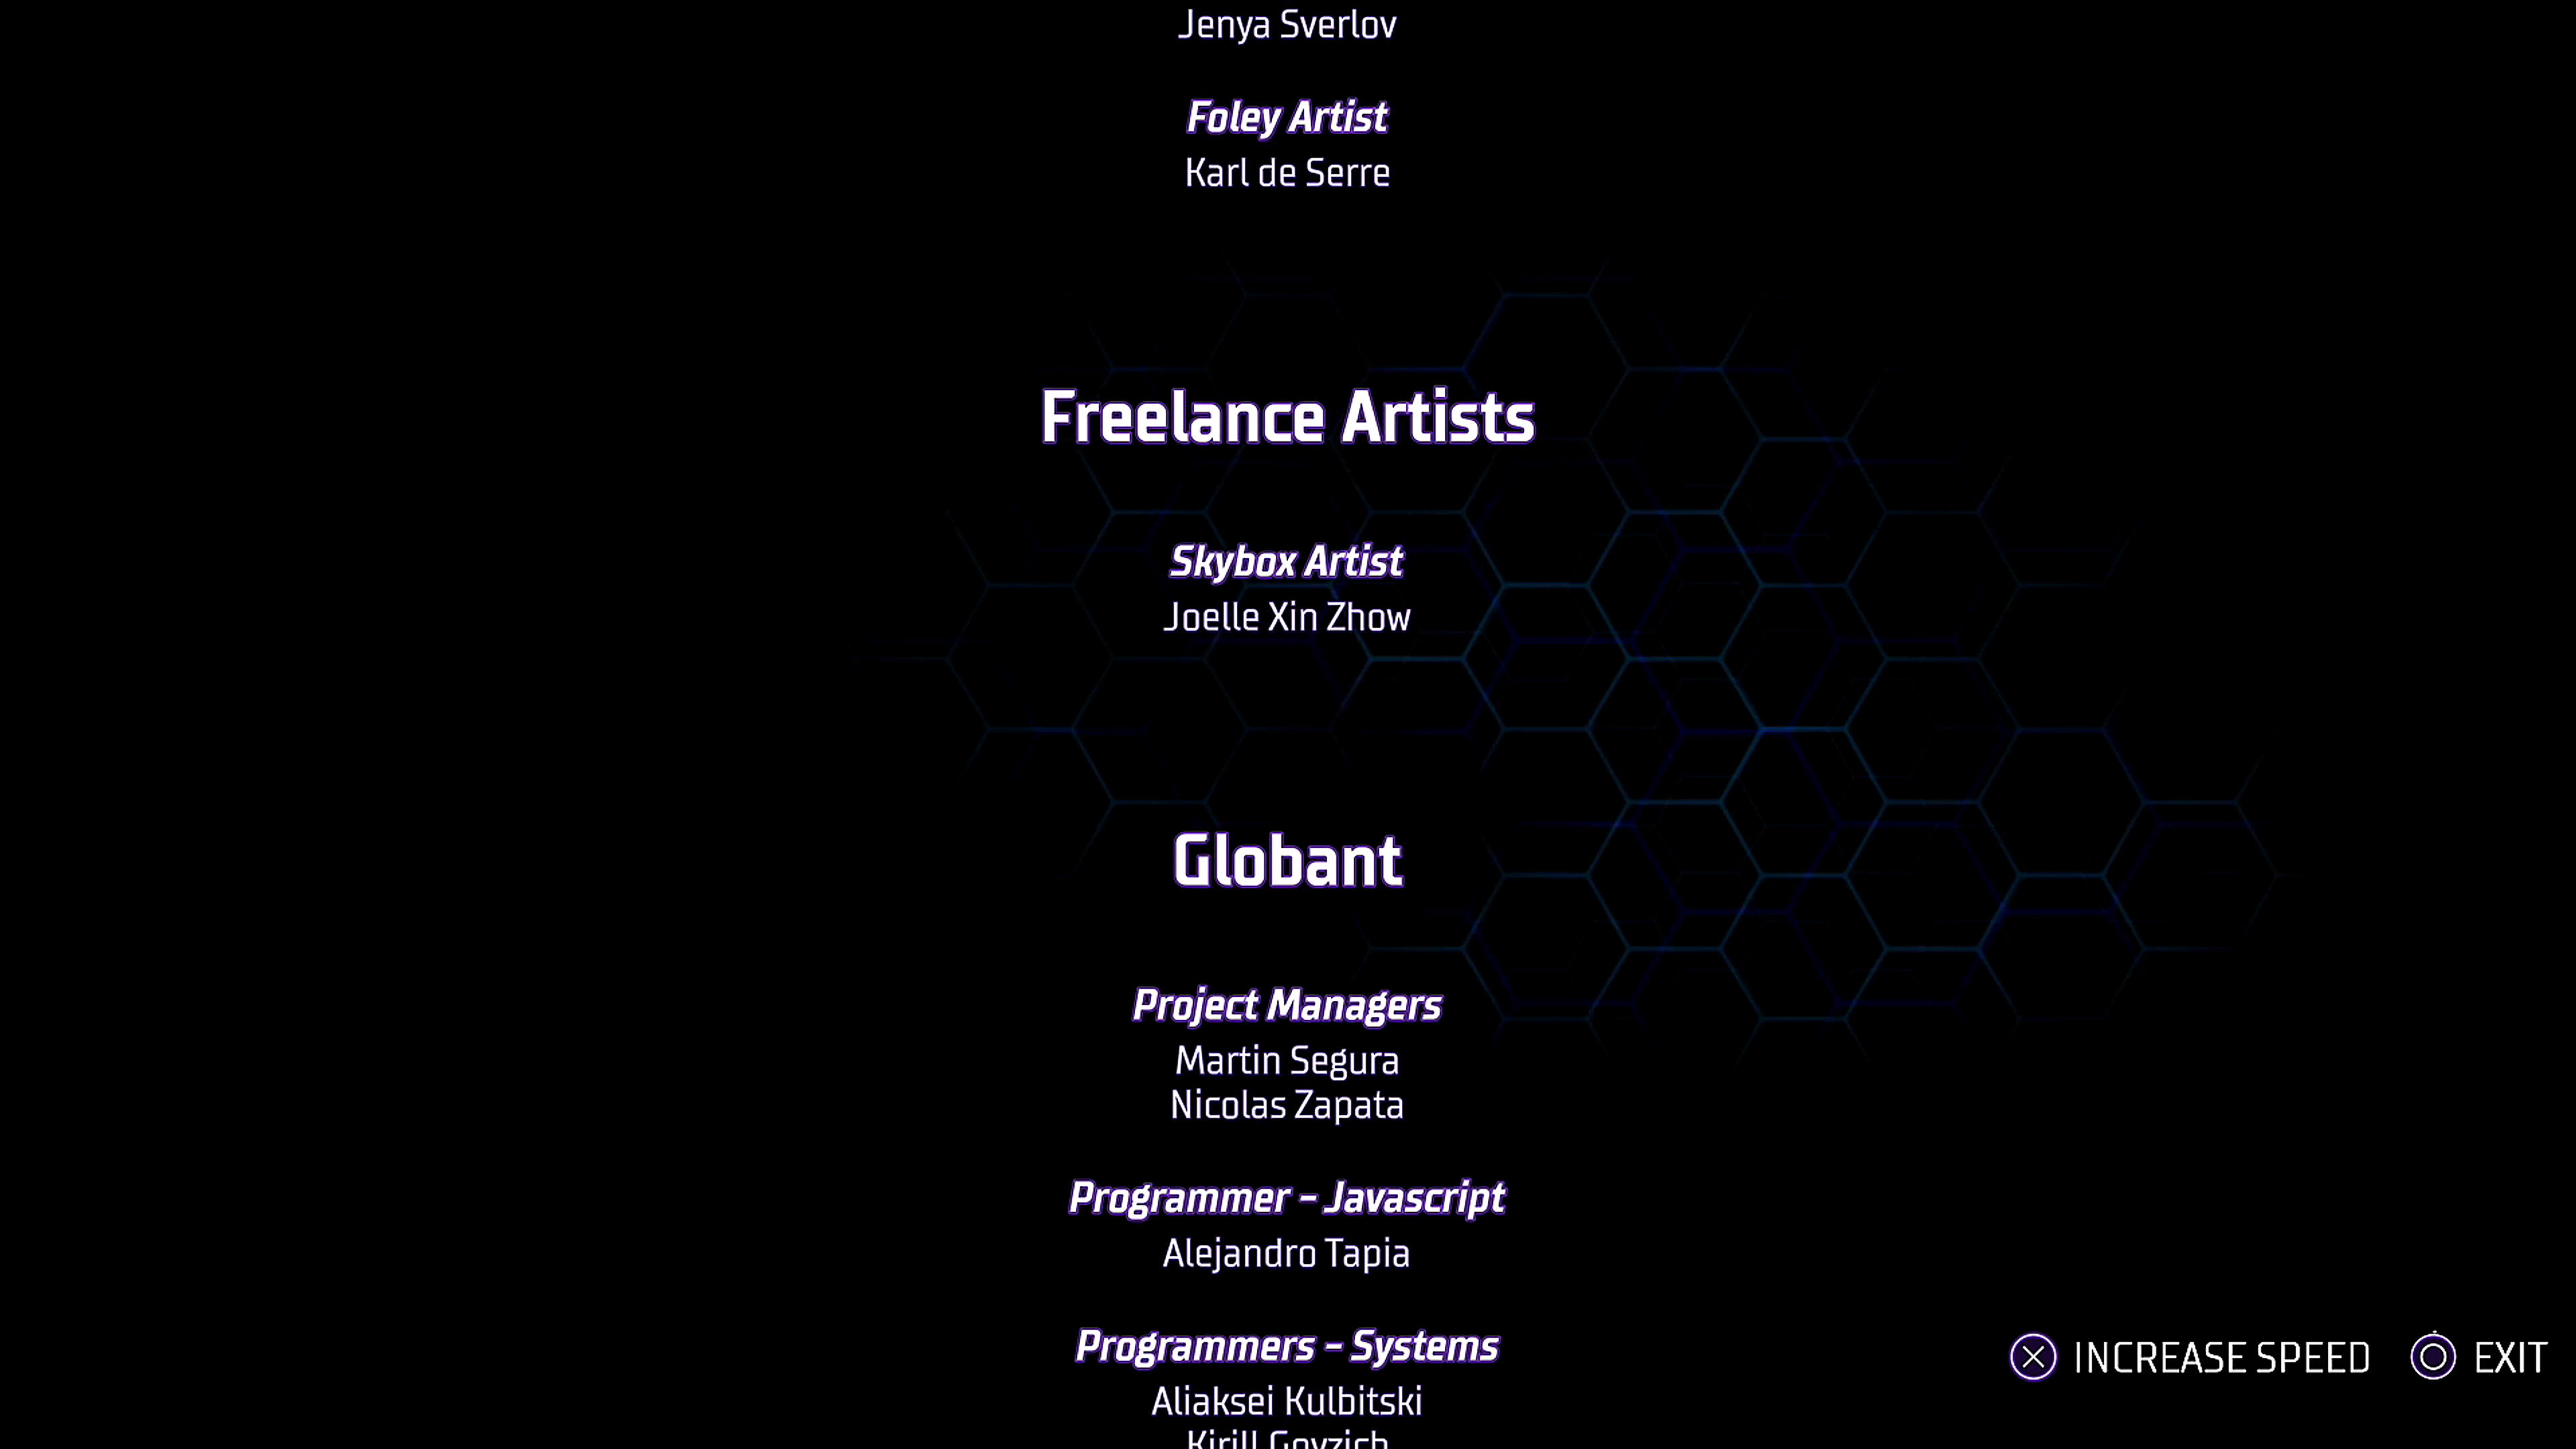 Jenya Sverlov
Foley Artist
Karl de Serre
Freelance Artists
Skybox Artist
Joelle Xin Zhow
Globant
Project Managers
Martin Segura
Nicolas Zapata
Programmer - Javascript
Alejandro Tapia
Programmers - Systems
Aliaksei Kulbitski
Kirill
INCREASE SPEED
EXIT